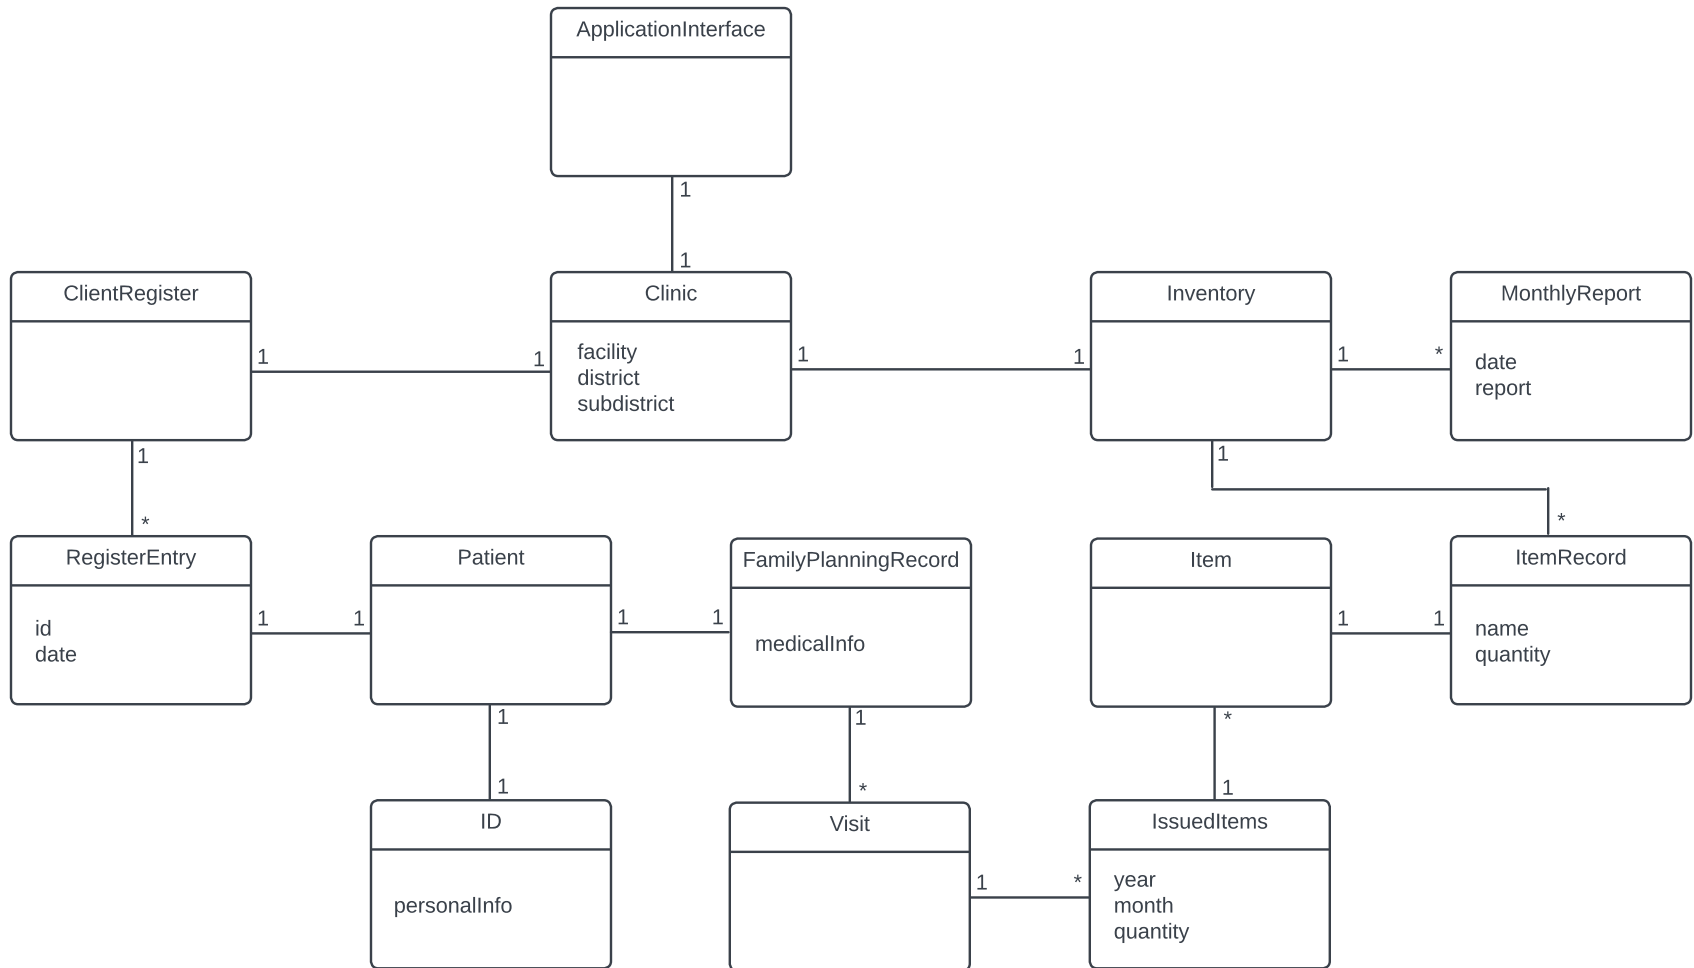 ApplicationInterface
1
1
ClientRegister
Clinic
Inventory
MonthlyReport
facility
district
subdistrict
date
report
1
1
1
1
1
*
1
*
1
*
RegisterEntry
Patient
FamilyPlanningRecord
Item
ItemRecord
id
date
medicalInfo
name
quantity
1
1
1
1
1
1
1
1
1
*
*
1
ID
Visit
IssuedItems
personalInfo
1
*
year
month
quantity